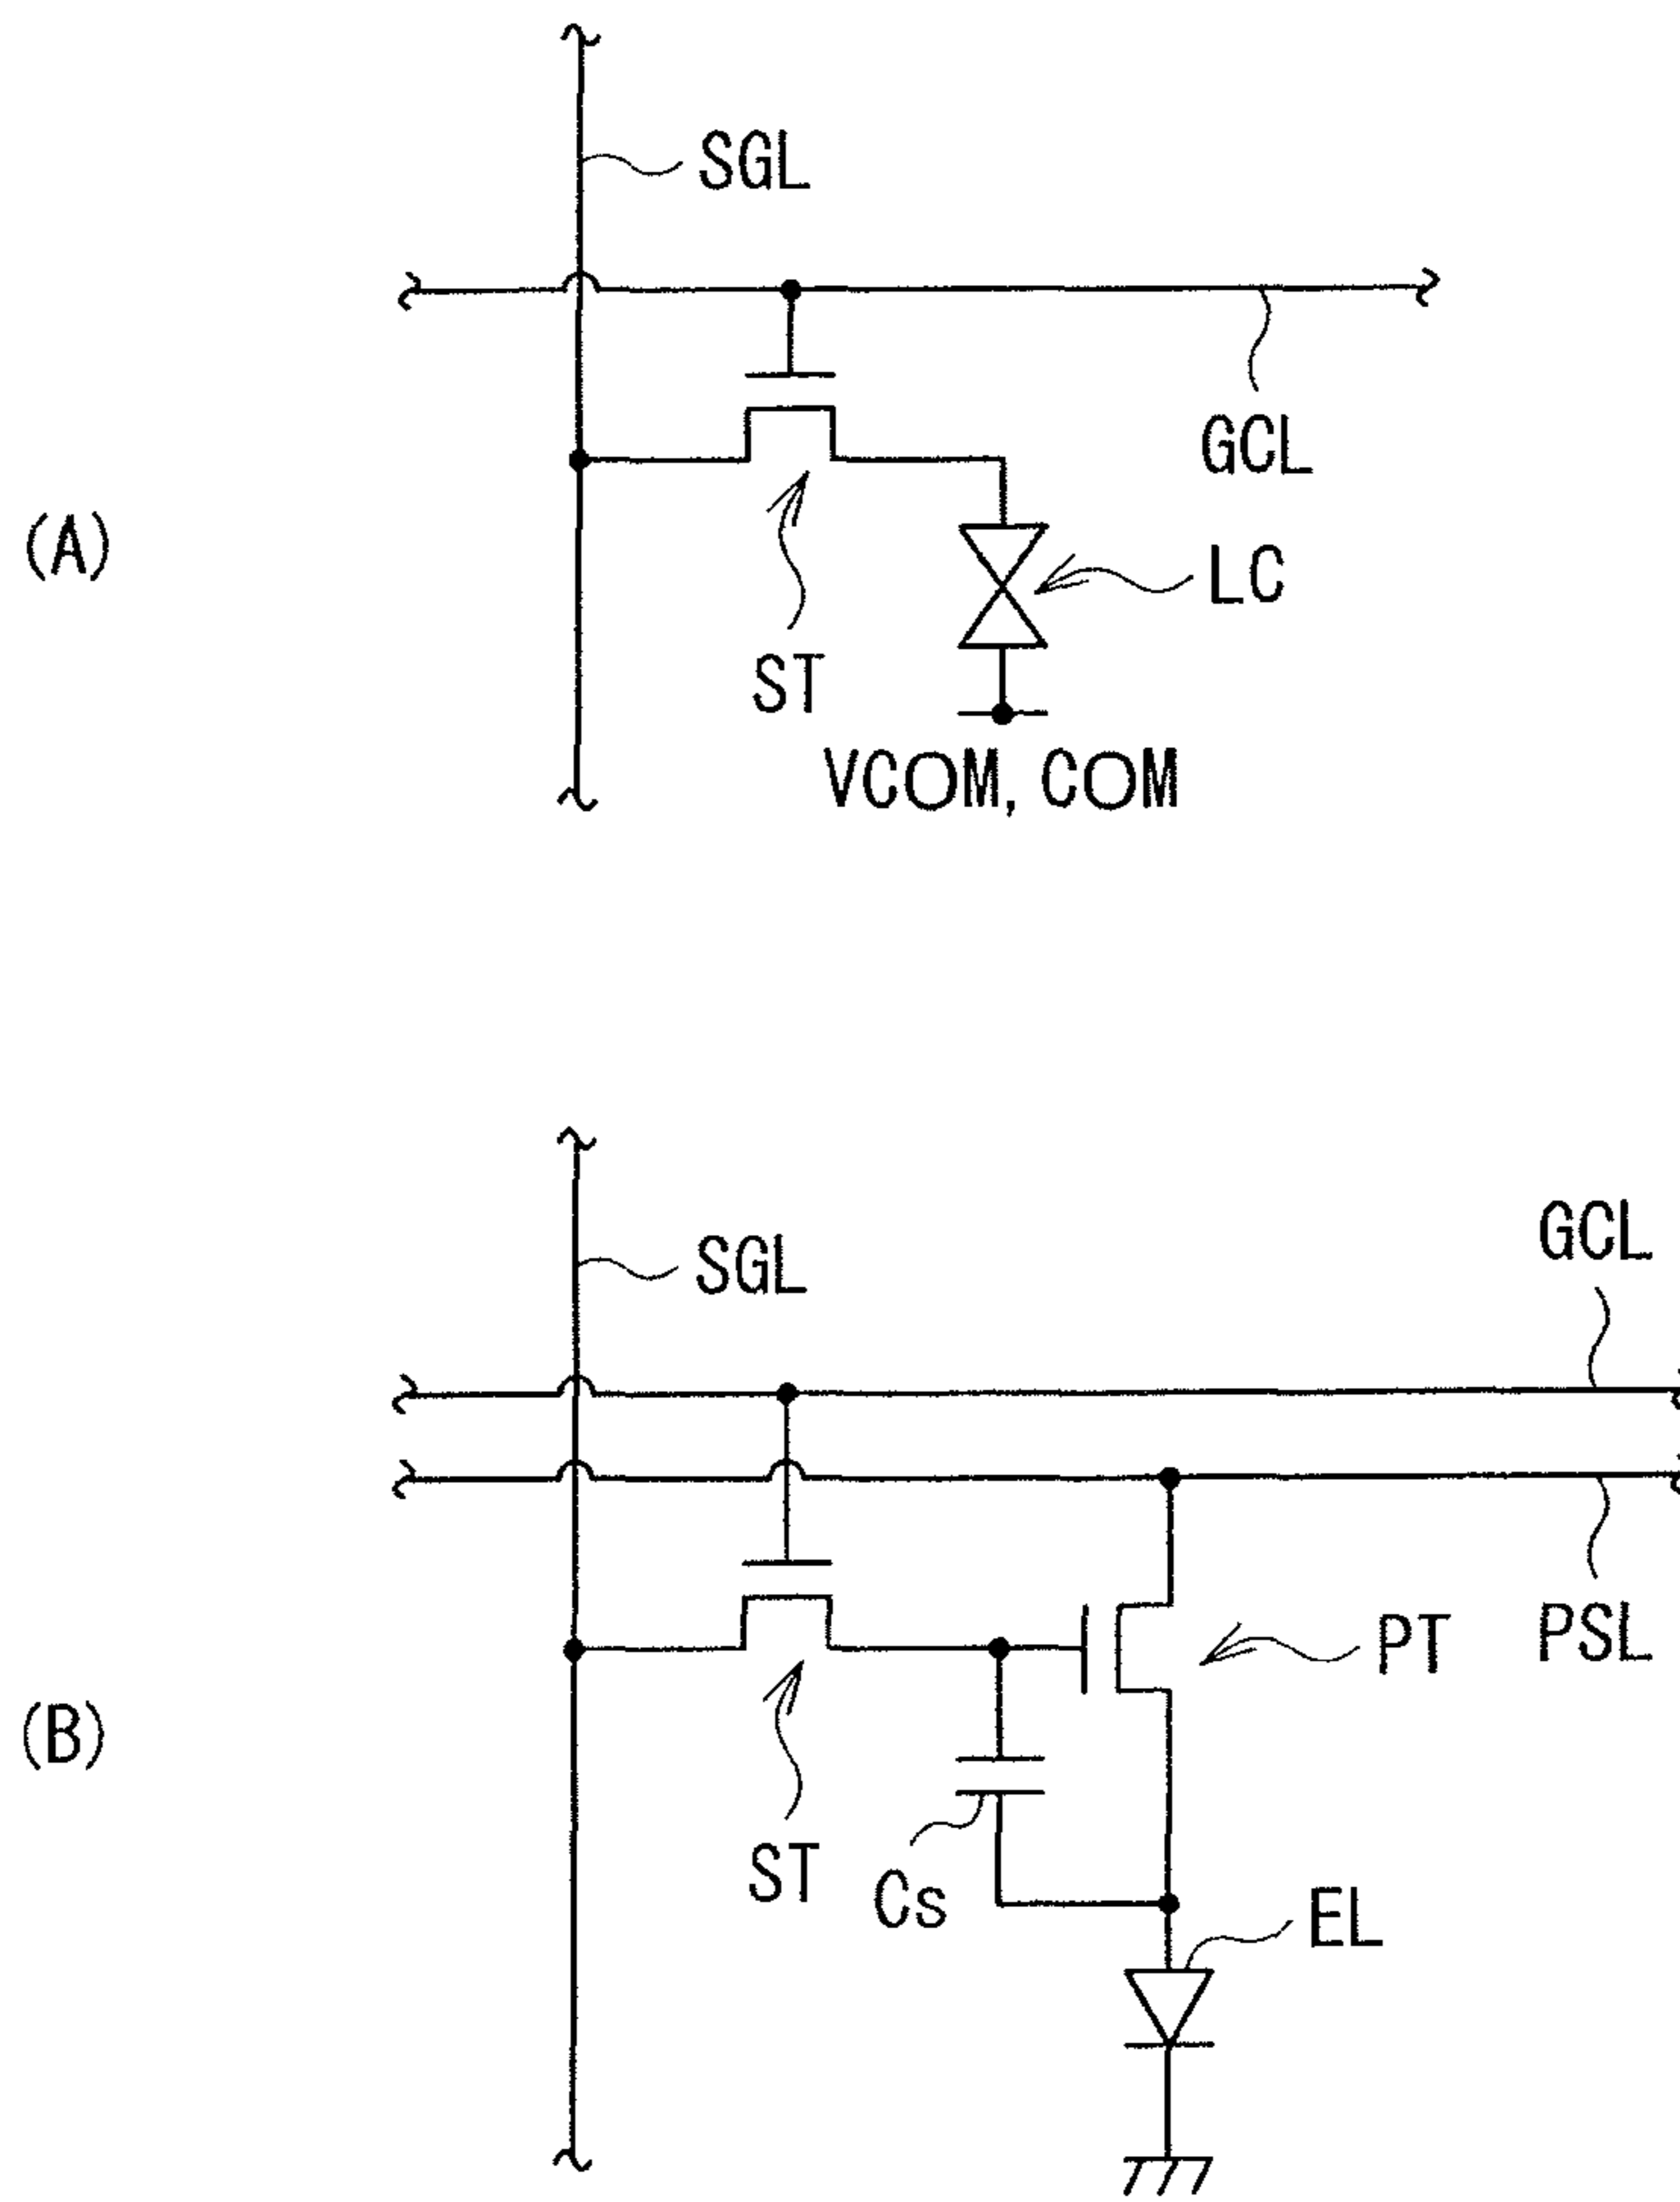 SGL
GCL
(A)
LC
ST
VCOM, COM
GCL
SGL
PT
PSL
(B)
ST
Cs
EL